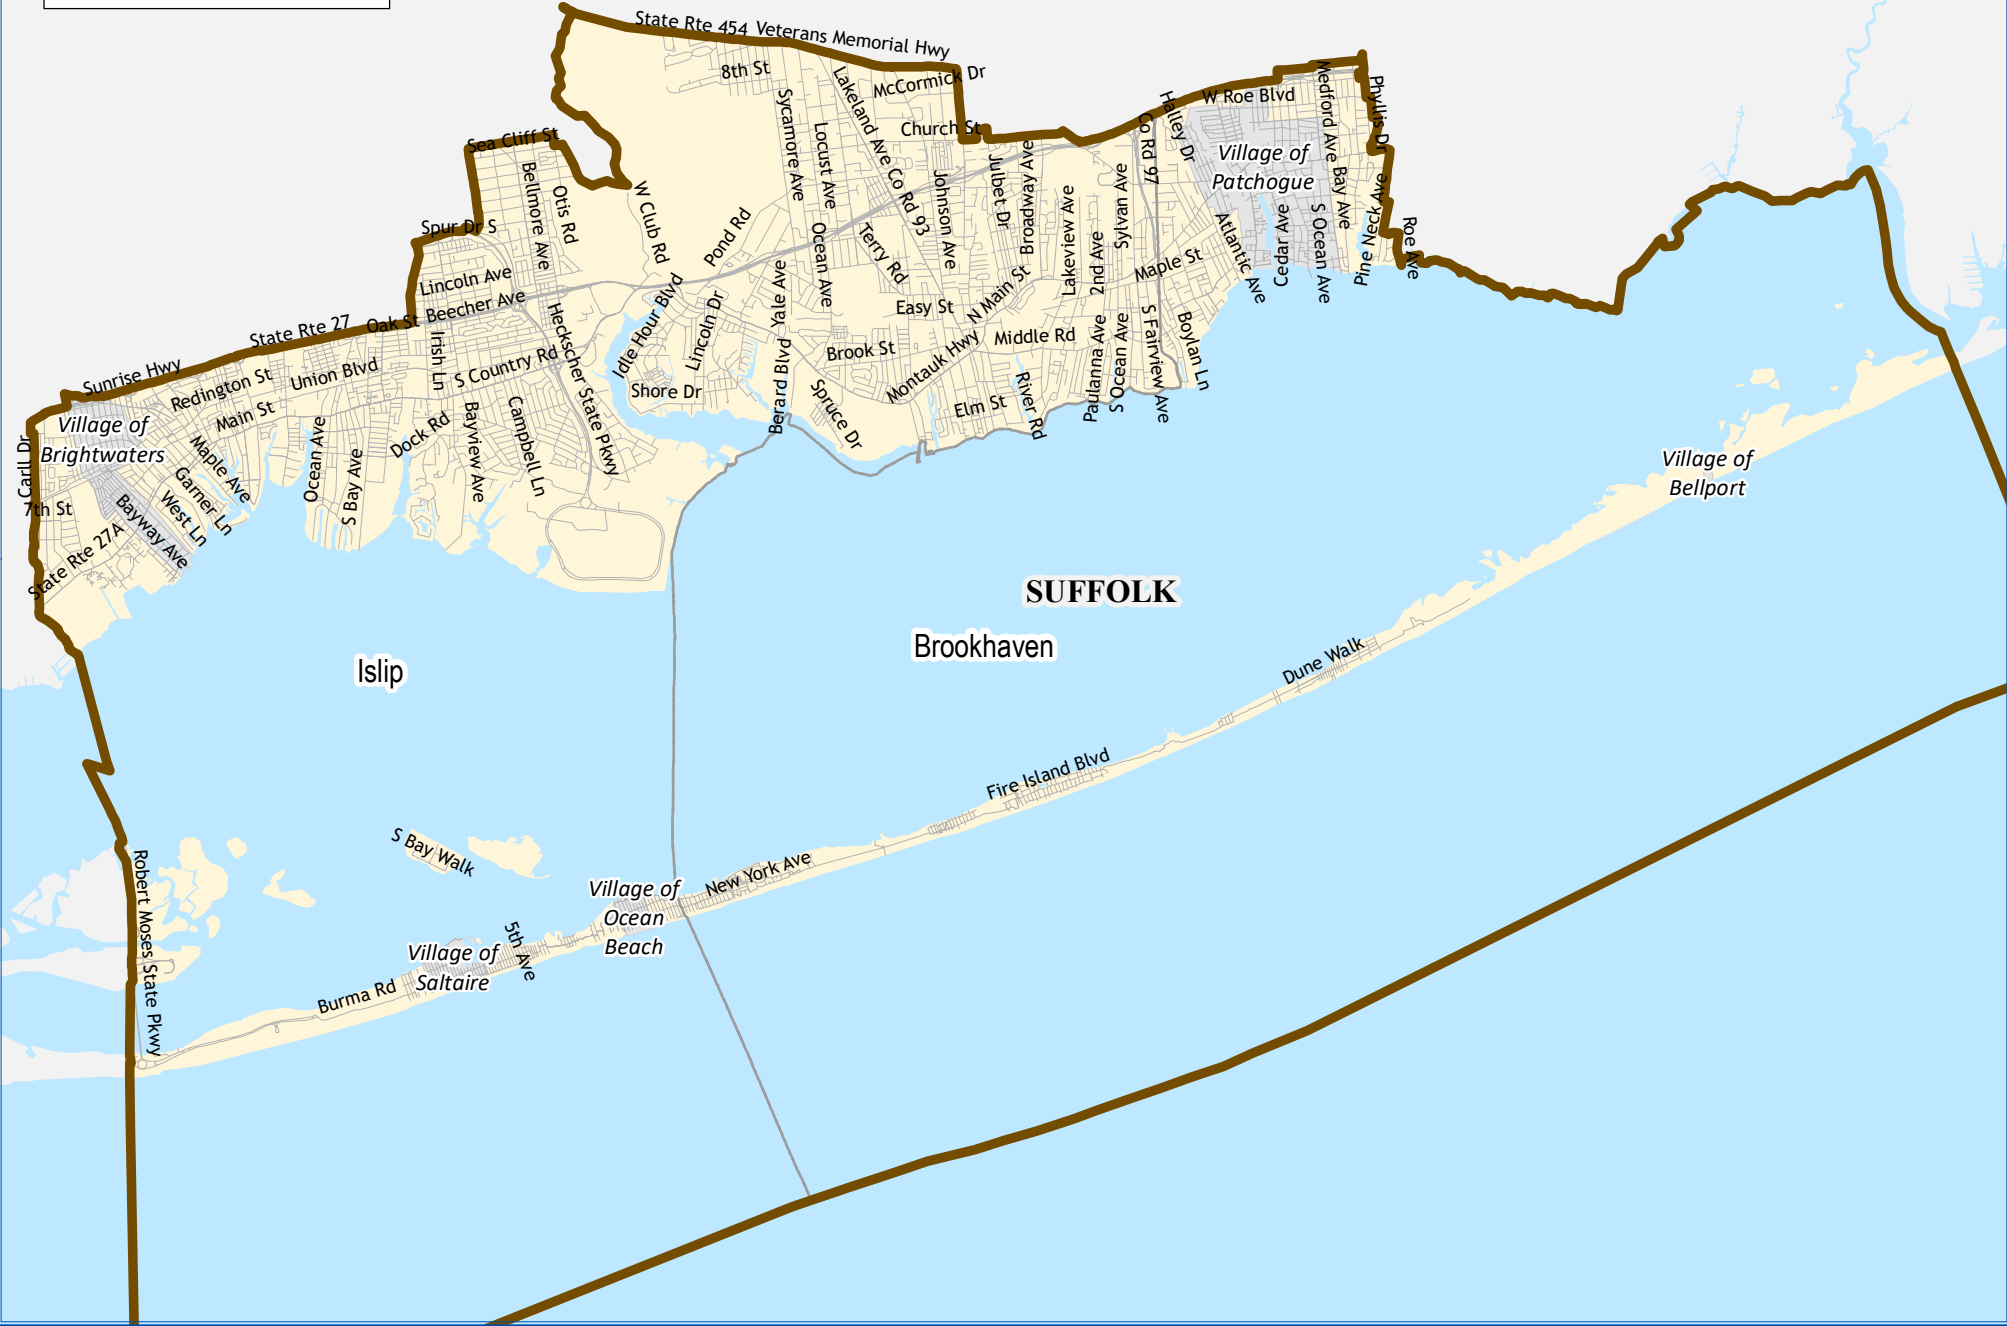 State Rte 454 Veterans Memorial Hwy
8th St
McCormick Dr
Lakeland Ave
Sycamore Ave
Locust Ave
Church St
Co Rd 93
Johnson Ave
Julbet Dr
Broadway Ave
Co Rd 97
Halley Dr
W Roe Blvd
Medford Ave
Phyllis Dr
Village of
Patchogue
Bay Ave
Sea Cliff St
Bellmore Ave
Otis Rd
W Club Rd
Spur Dr S
Pond Rd
Ocean Ave
Terry Rd
Lakeview Ave
2nd Ave
Sylvan Ave
Maple St
Atlantic Ave
Cedar Ave
S Ocean Ave
Pine Neck Ave
Roe Ave
Lincoln Ave
Beecher Ave
Oak St
State Rte 27
Sunrise Hwy
Heckscher State Pkwy
Idle Hour Blvd
Lincoln Dr
Yale Ave
Easy St
N Main St
Middle Rd
Brook St
Montauk Hwy
Paulanna Ave
S Ocean Ave
S Fairview Ave
Boylan Ln
Redington St
Union Blvd
Irish Ln
S Country Rd
Shore Dr
Berard Blvd
Spruce Dr
Elm St
River Rd
Main St
Village of
Brightwaters
Carll Dr
Maple Ave
Garner Ln
West Ln
Ocean Ave
S Bay Ave
Dock Rd
Bayview Ave
Campbell Ln
7th St
Bayway Ave
State Rte 27A
Village of
Bellport
SUFFOLK
Brookhaven
Islip
Dune Walk
Fire Island Blvd
S Bay Walk
New York Ave
Village of
Ocean
Beach
5th Ave
Village of
Saltaire
Burma Rd
Robert Moses State Pkwy